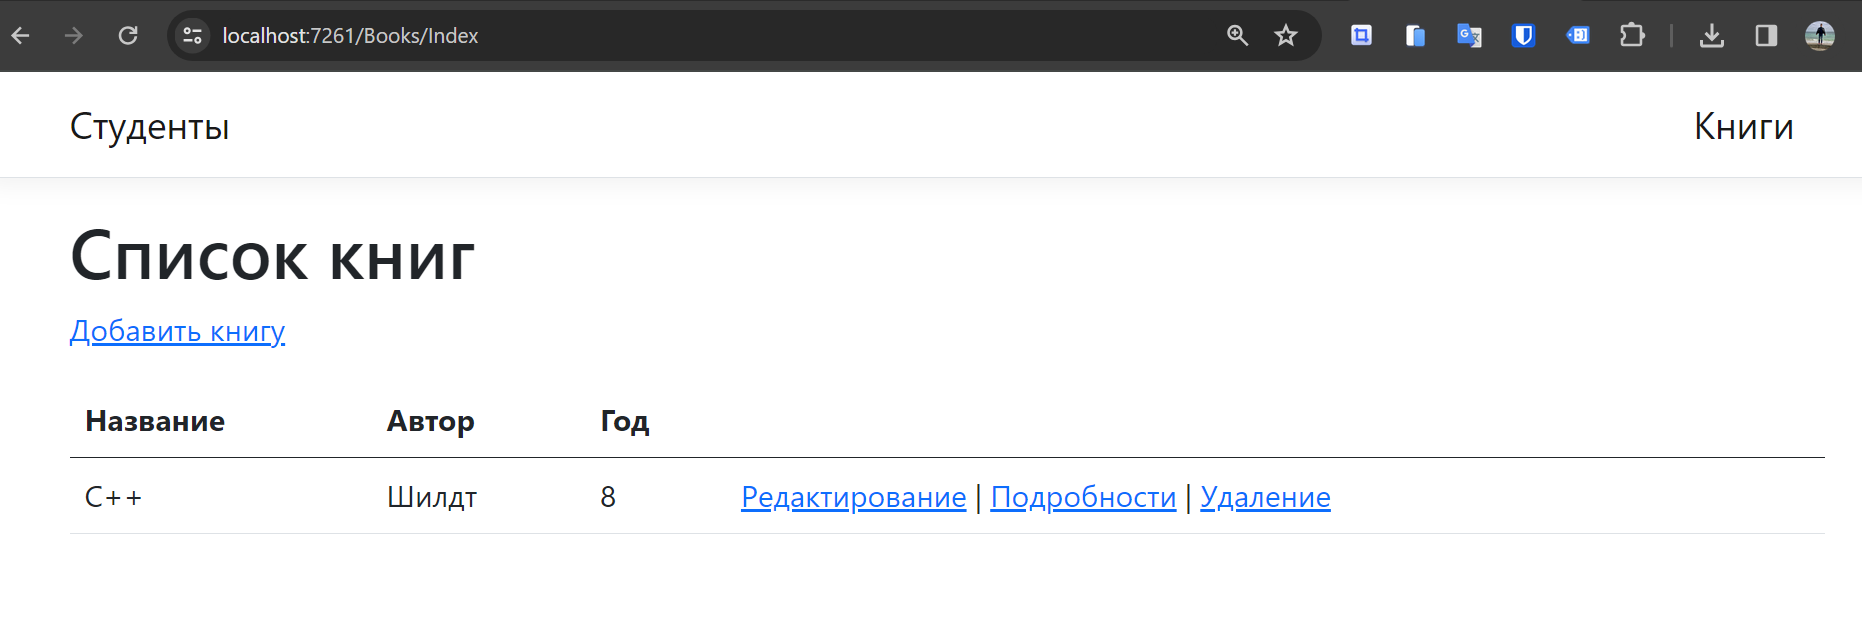 localhost:7261/Books/Index
Студенты Книги
Список книг
Добавить книгу
Название Автор Год
C++ Шилдт 8 Редактирование | Подробности | Удаление